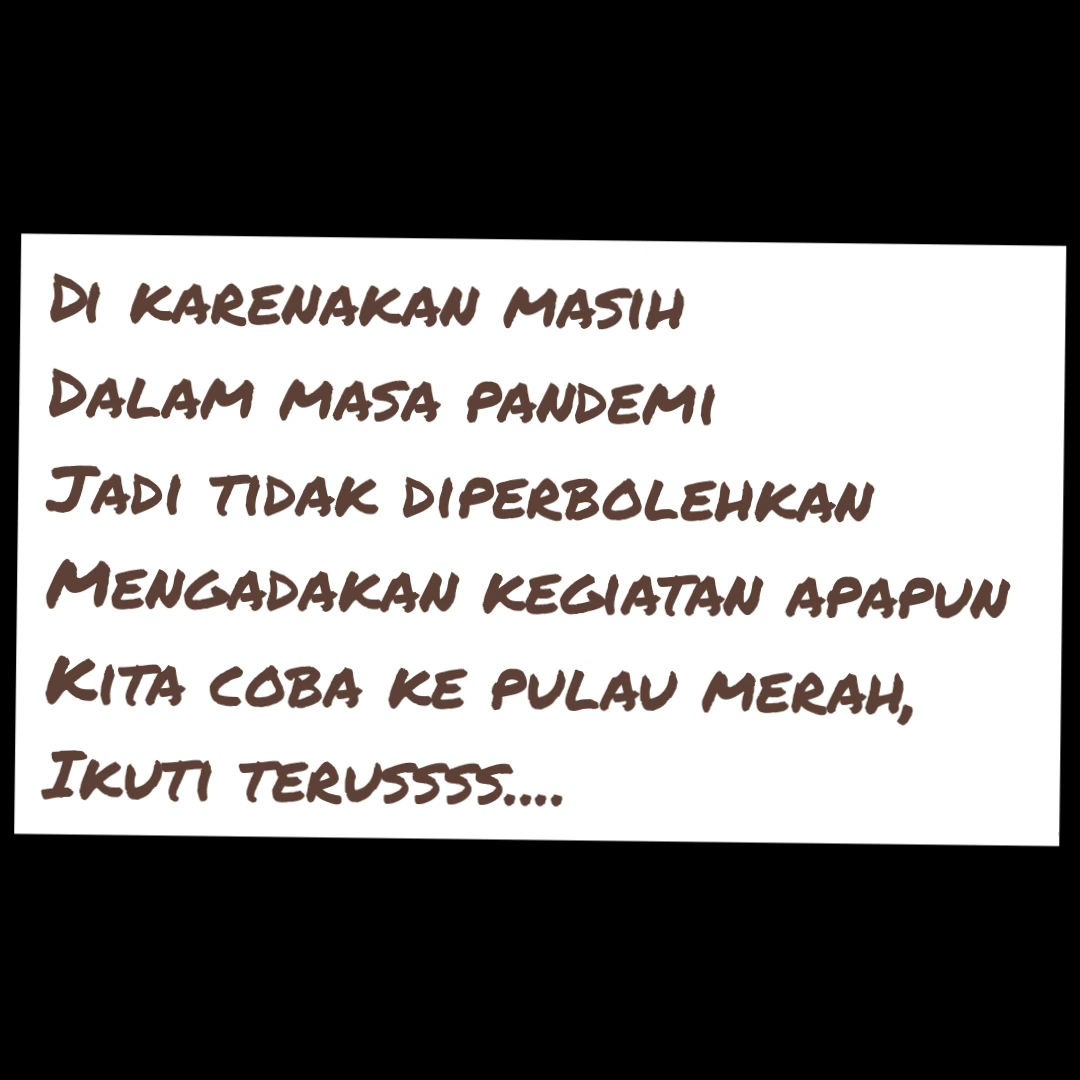 Di karenakan masih
Dalam masa pandemi
Jadi tidak diperbolehkan
Mengadakan kegiatan apapun
Kita coba ke pulau merah,
Ikuti terussss....